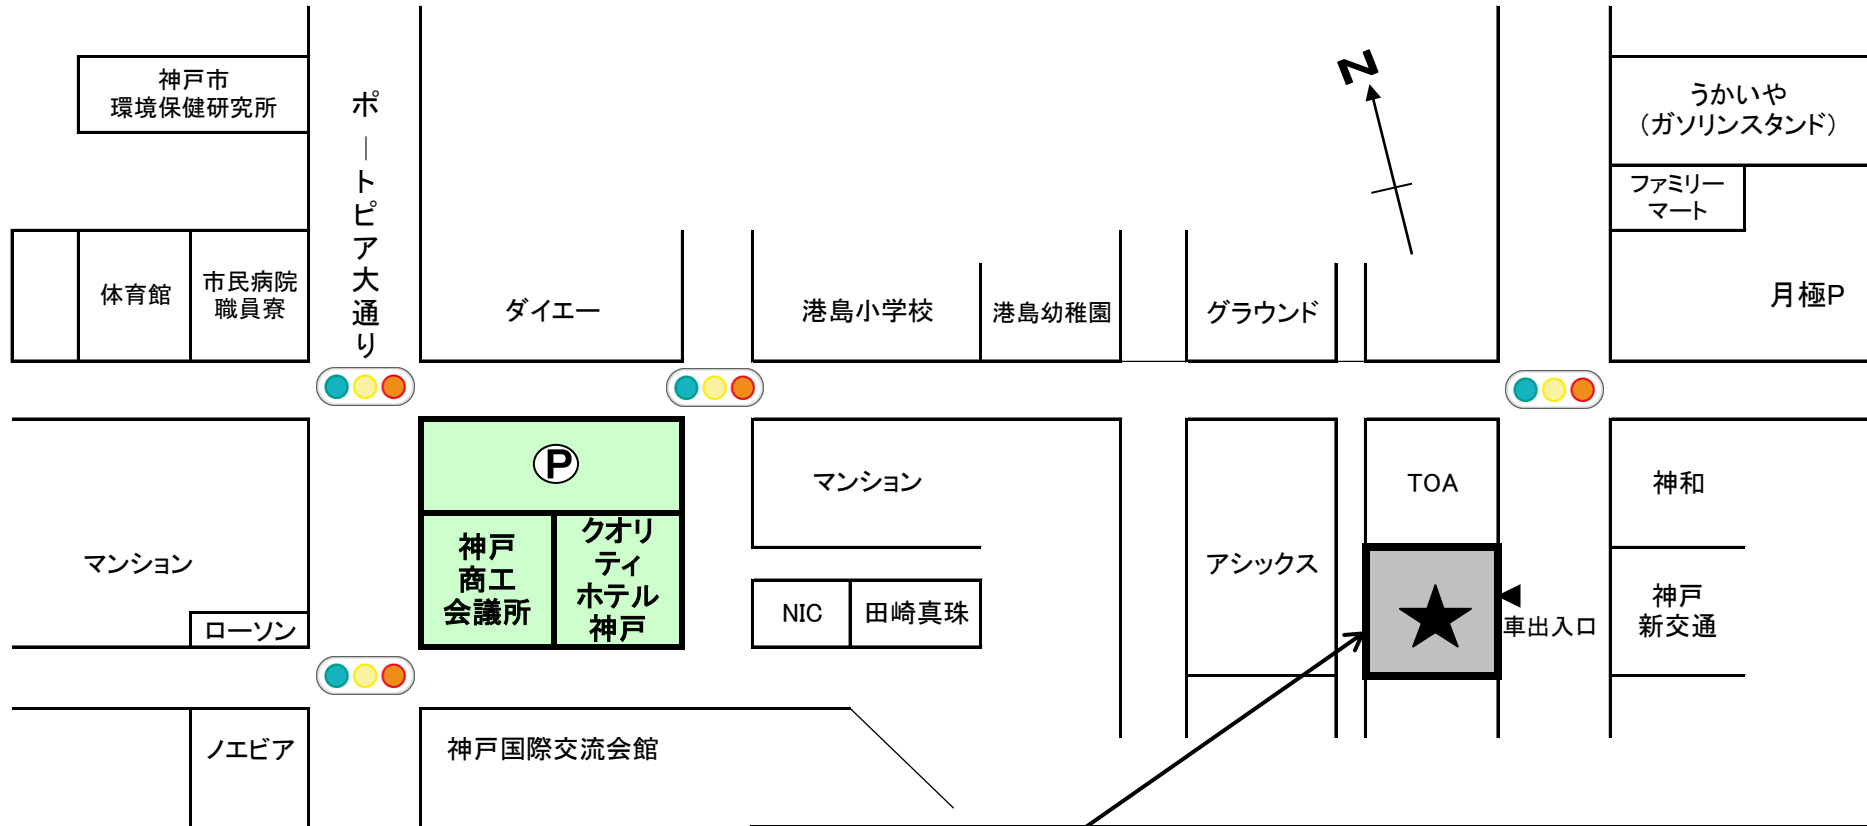 神戸市
環境保健研究所
ポートピア大通り
N
うかいや
（ガソリンスタンド）
ファミリー
マート
体育館
市民病院
職員寮
ダイエー
港島小学校
港島幼稚園
グラウンド
月極P
P
マンション
TOA
神和
マンション
神戸
商工
会議所
クオリ
ティ
ホテル
神戸
アシックス
ローソン
NIC
田崎真珠
車出入口
神戸
新交通
ノエビア
神戸国際交流会館